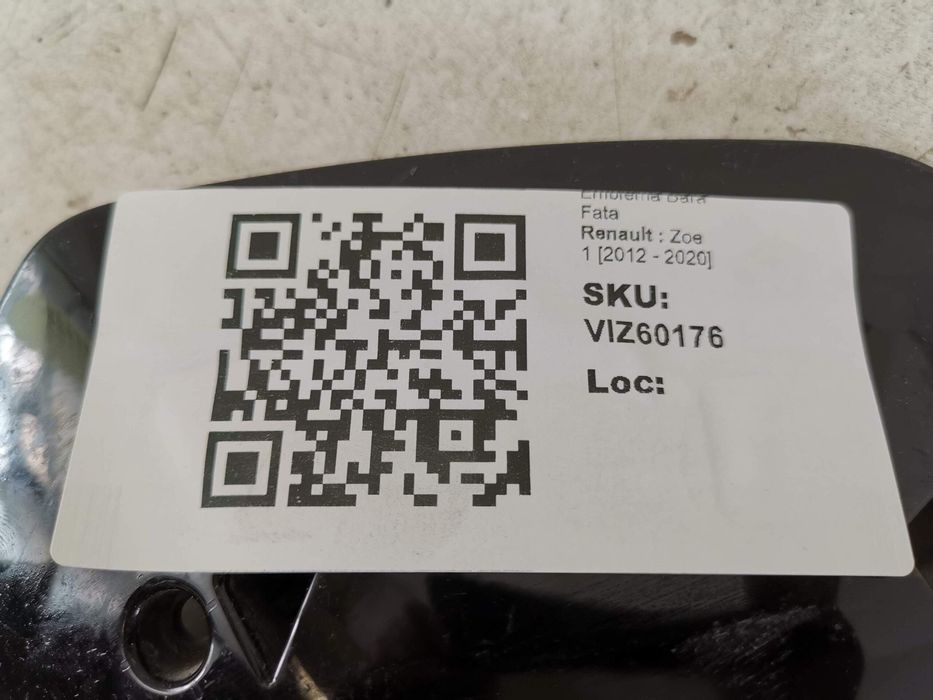 Emblema Bara
Fata
Renault : Zoe
1 [2012 - 2020]
SKU:
VIZ60176
Loc: